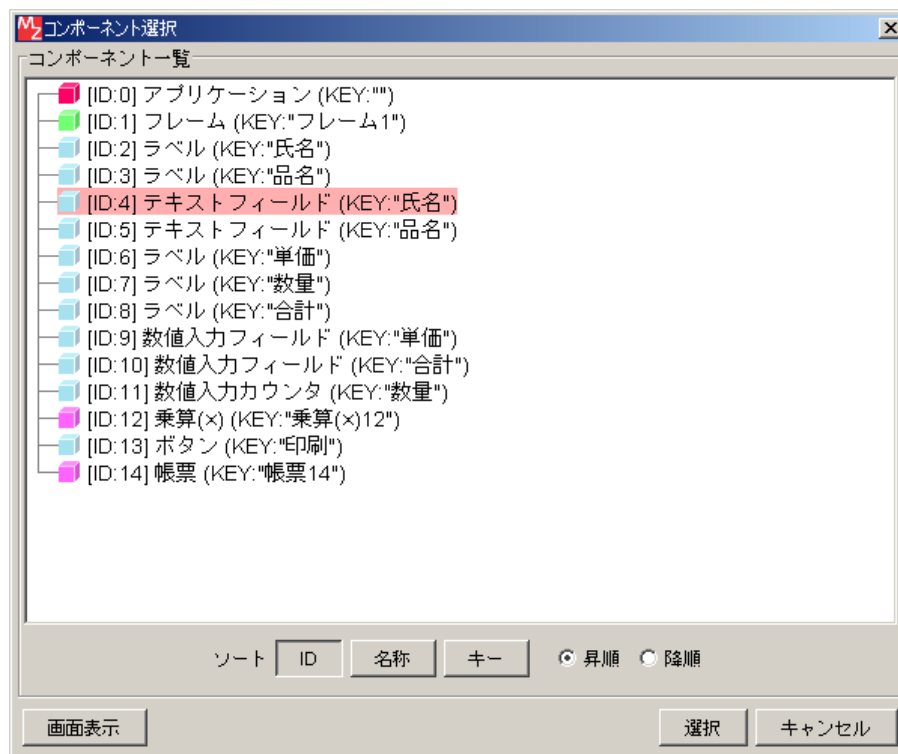 MZ コンポーネント選択
コンポーネント一覧
[ID:0] アプリケーション (KEY:"")
[ID:1] フレーム (KEY:"フレーム1")
[ID:2] ラベル (KEY:"氏名")
[ID:3] ラベル (KEY:"品名")
[ID:4] テキストフィールド (KEY:"氏名")
[ID:5] テキストフィールド (KEY:"品名")
[ID:6] ラベル (KEY:"単価")
[ID:7] ラベル (KEY:"数量")
[ID:8] ラベル (KEY:"合計")
[ID:9] 数値入力フィールド (KEY:"単価")
[ID:10] 数値入力フィールド (KEY:"合計")
[ID:11] 数値入力カウンタ (KEY:"数量")
[ID:12] 乗算(×) (KEY:"乗算(×)12")
[ID:13] ボタン (KEY:"印刷")
[ID:14] 帳票 (KEY:"帳票14")
ソート ID 名称 キー 昇順 降順
画面表示 選択 キャンセル